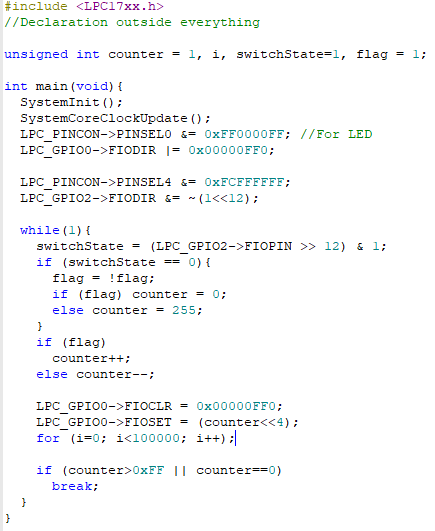 #include <LPC17xx.h>
//Declaration outside everything
unsigned int counter = 1, i, switchState=1, flag = 1;
int main(void){
SystemInit();
SystemCoreClockUpdate();
LPC_PINCON->PINSEL0 &= 0xFF0000FF; //For LED
LPC_GPIO0->FIODIR |= 0x00000FF0;
LPC_PINCON->PINSEL4 &= 0xFCFFFFFF;
LPC_GPIO2->FIODIR &= ~(1<<12);
while(1){
switchState = (LPC_GPIO2->FIOPIN >> 12) & 1;
if (switchState == 0){
flag = !flag;
if (flag) counter = 0;
else counter = 255;
}
if (flag)
counter++;
else counter--;
LPC_GPIO0->FIOCLR = 0x00000FF0;
LPC_GPIO0->FIOSET = (counter<<4);
for (i=0; i<100000; i++);
if (counter>0xFF || counter==0)
break;
}
}